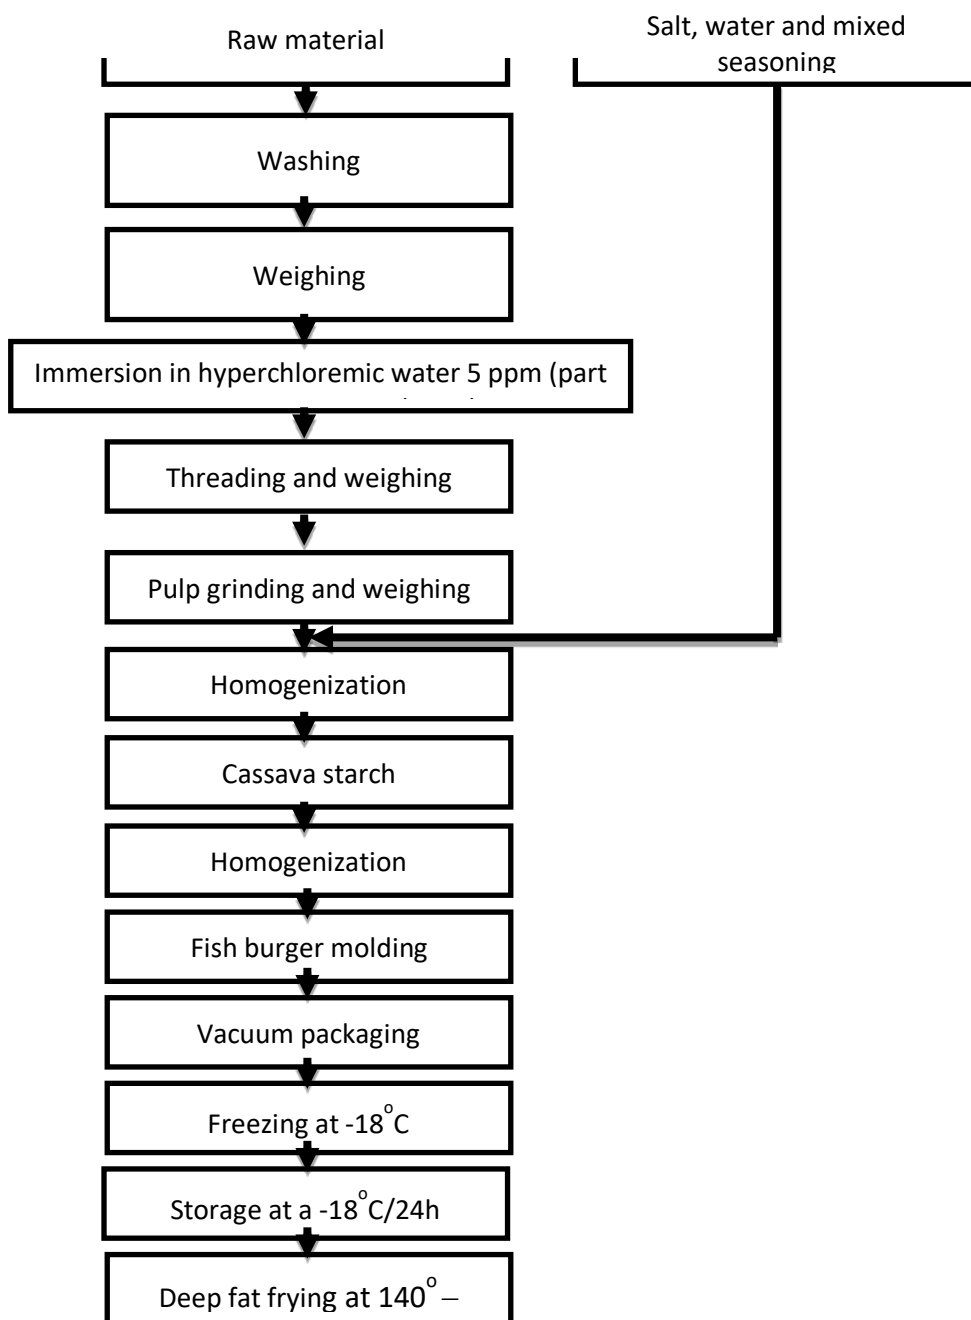 Raw material
Salt, water and mixed
seasoning
Washing
Weighing
Immersion in hyperchloremic water 5 ppm (part
Threading and weighing
Pulp grinding and weighing
Homogenization
Cassava starch
Homogenization
Fish burger molding
Vacuum packaging
Freezing at -18°C
Storage at a -18°C/24h
Deep fat frying at 140° –